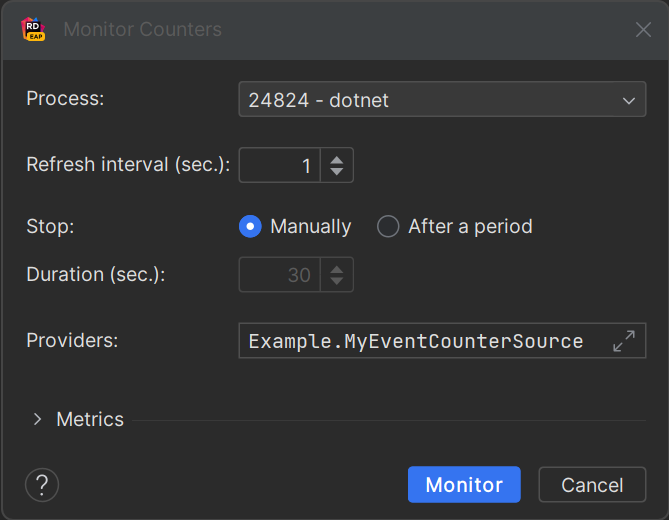 RD
EAP
Monitor Counters
Process:
24824 - dotnet
Refresh interval (sec.):
1
Stop:
Manually
After a period
Duration (sec.):
30
Providers:
Example.MyEventCounterSource
Metrics
?
Monitor
Cancel